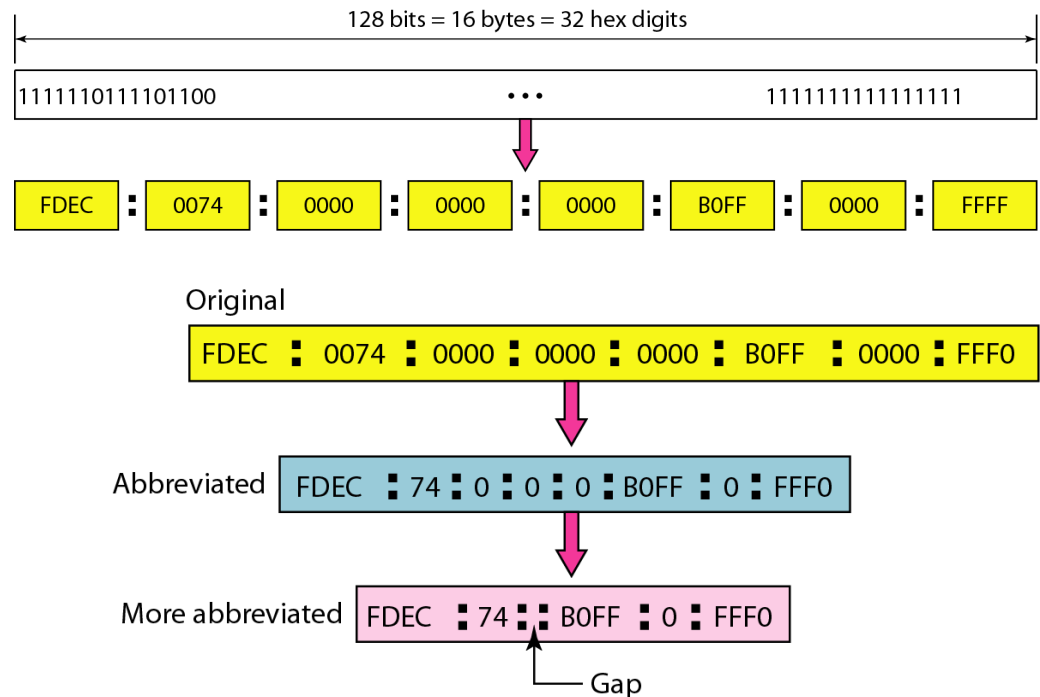 128 bits = 16 bytes = 32 hex digits
1111110111101100 ... 1111111111111111
FDEC : 0074 : 0000 : 0000 : 0000 : B0FF : 0000 : FFFF
Original
FDEC : 0074 : 0000 : 0000 : 0000 : B0FF : 0000 : FFF0
Abbreviated FDEC : 74 : 0 : 0 : 0 : B0FF : 0 : FFF0
More abbreviated FDEC : 74 : : B0FF : 0 : FFF0
Gap